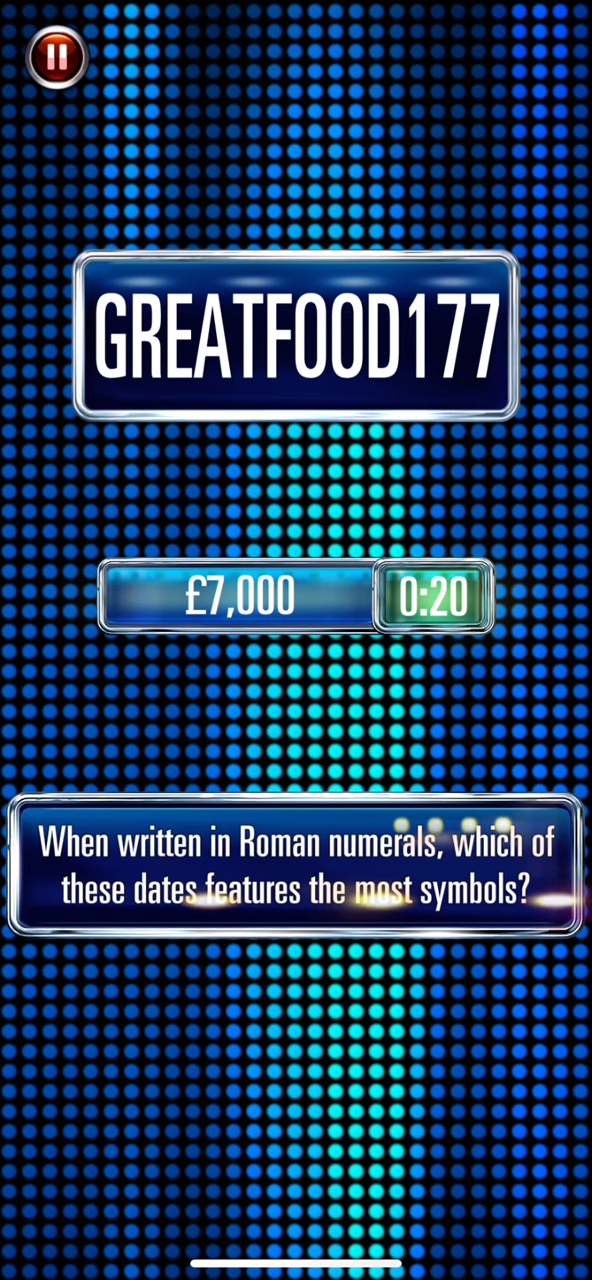 GREATFOOD177
£7,000
0:20
When written in Roman numerals, which of
these dates features the most symbols?